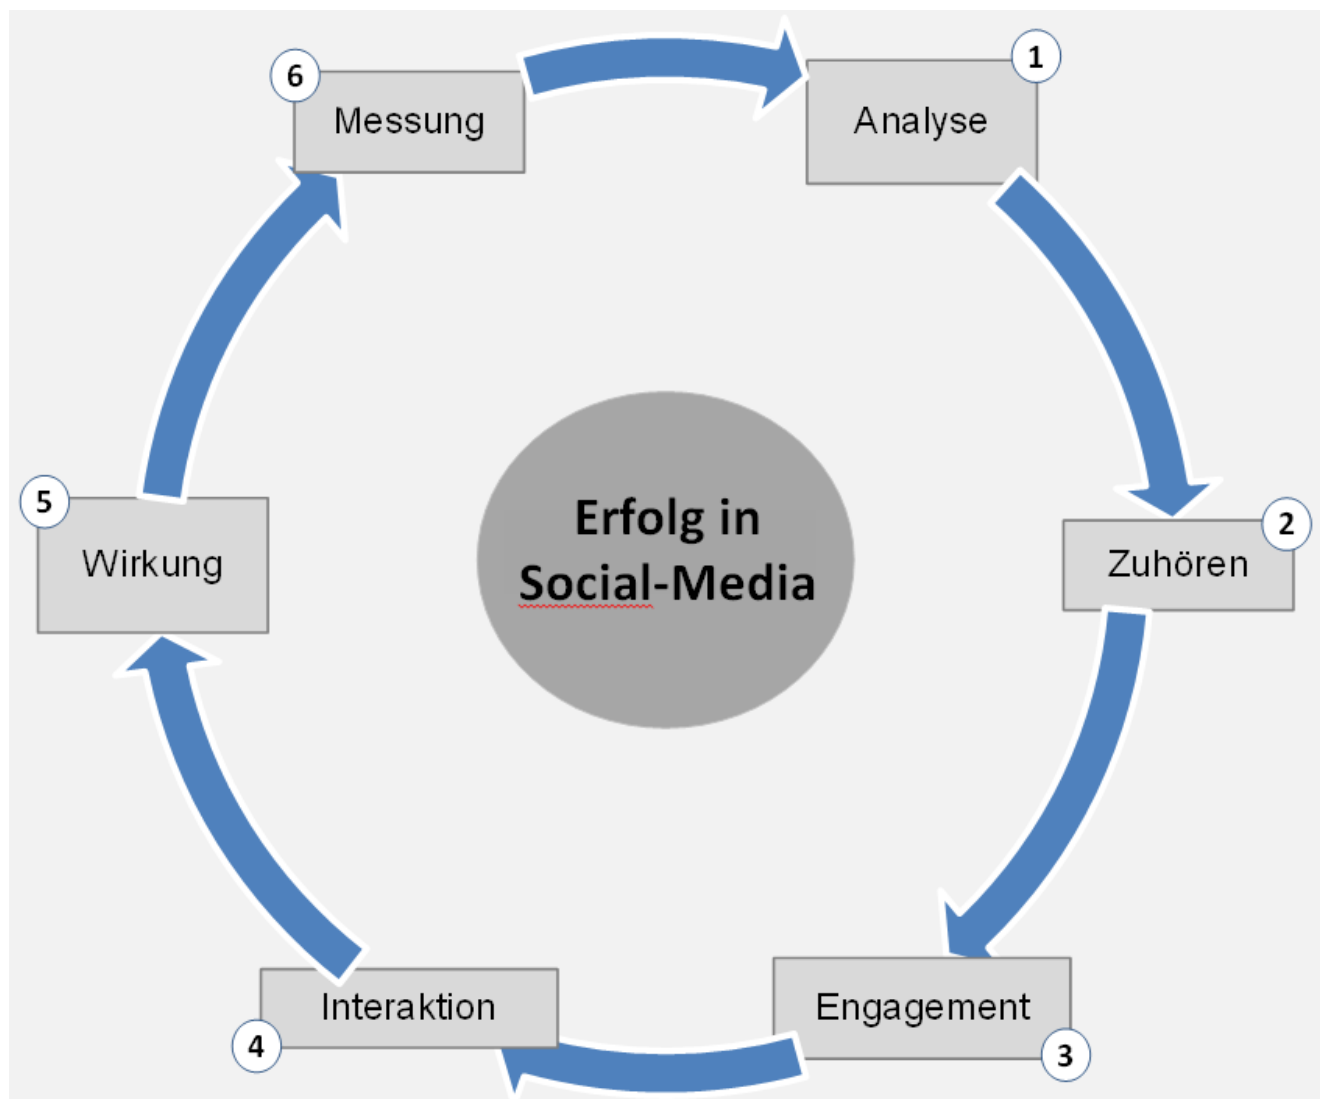 1
Analyse
2
Zuhören
3
Engagement
4
Interaktion
5
Wirkung
6
Messung
Erfolg in
Social-Media